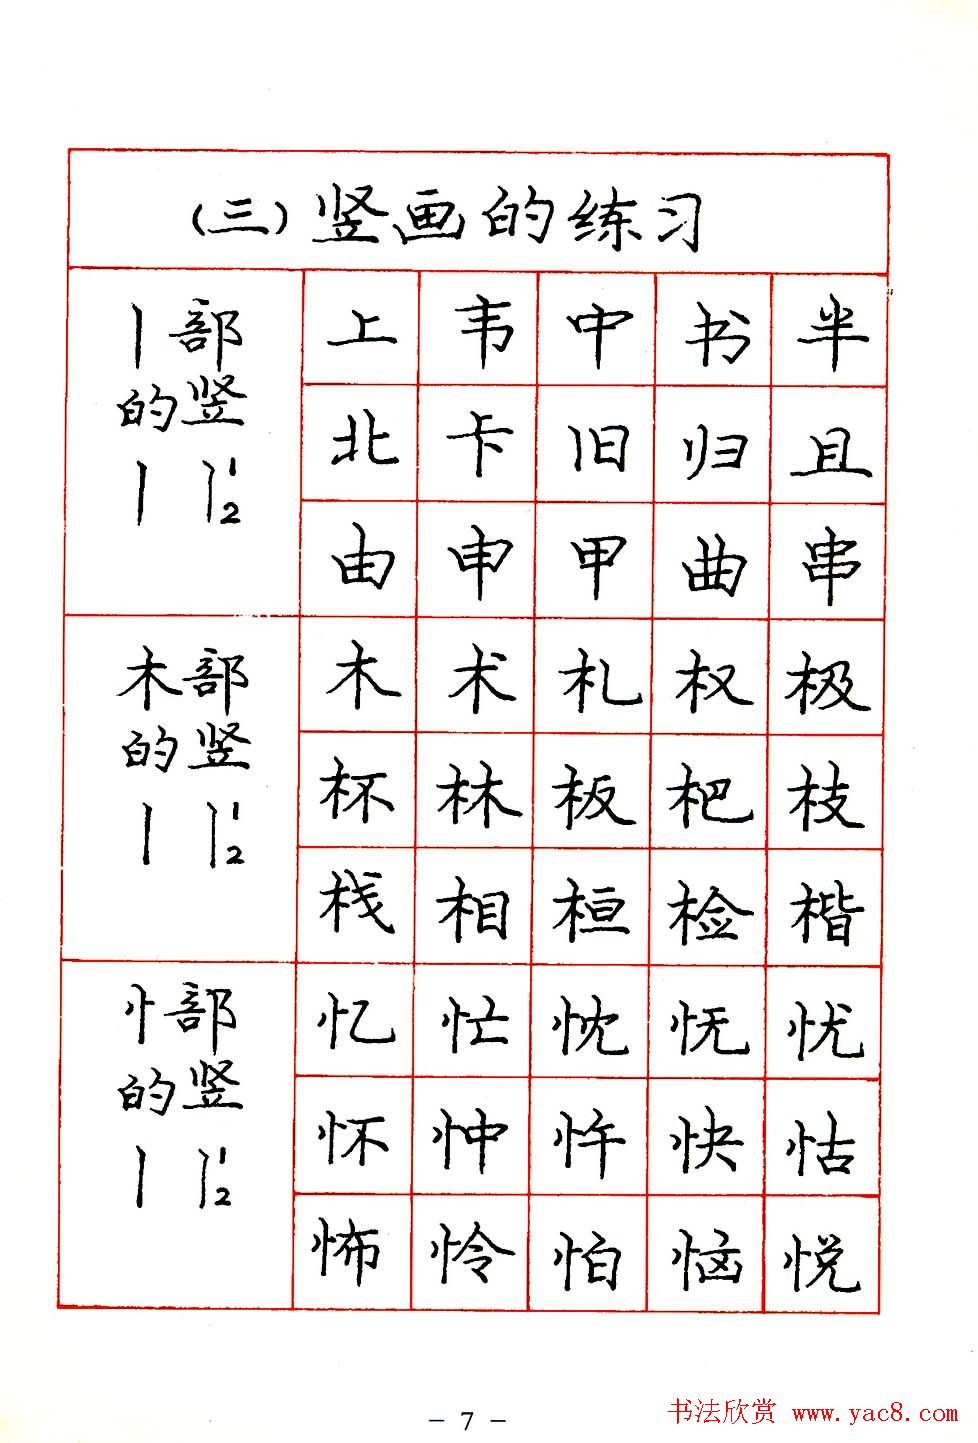 (三)竖画的练习
丨部
的竖
丨 丨1 2
上 韦 中 书 半
北 卡 旧 归 且
由 申 甲 曲 串
木部
的竖
丨 丨1 2
木 术 札 权 极
杯 林 板 杷 枝
栈 相 桓 检 楷
忄部
的竖
丨 丨1 2
忆 忙 忱 怃 忧
怀 忡 忤 快 怙
怖 怜 怕 恼 悦
- 7 -
书法欣赏 www.yac8.com